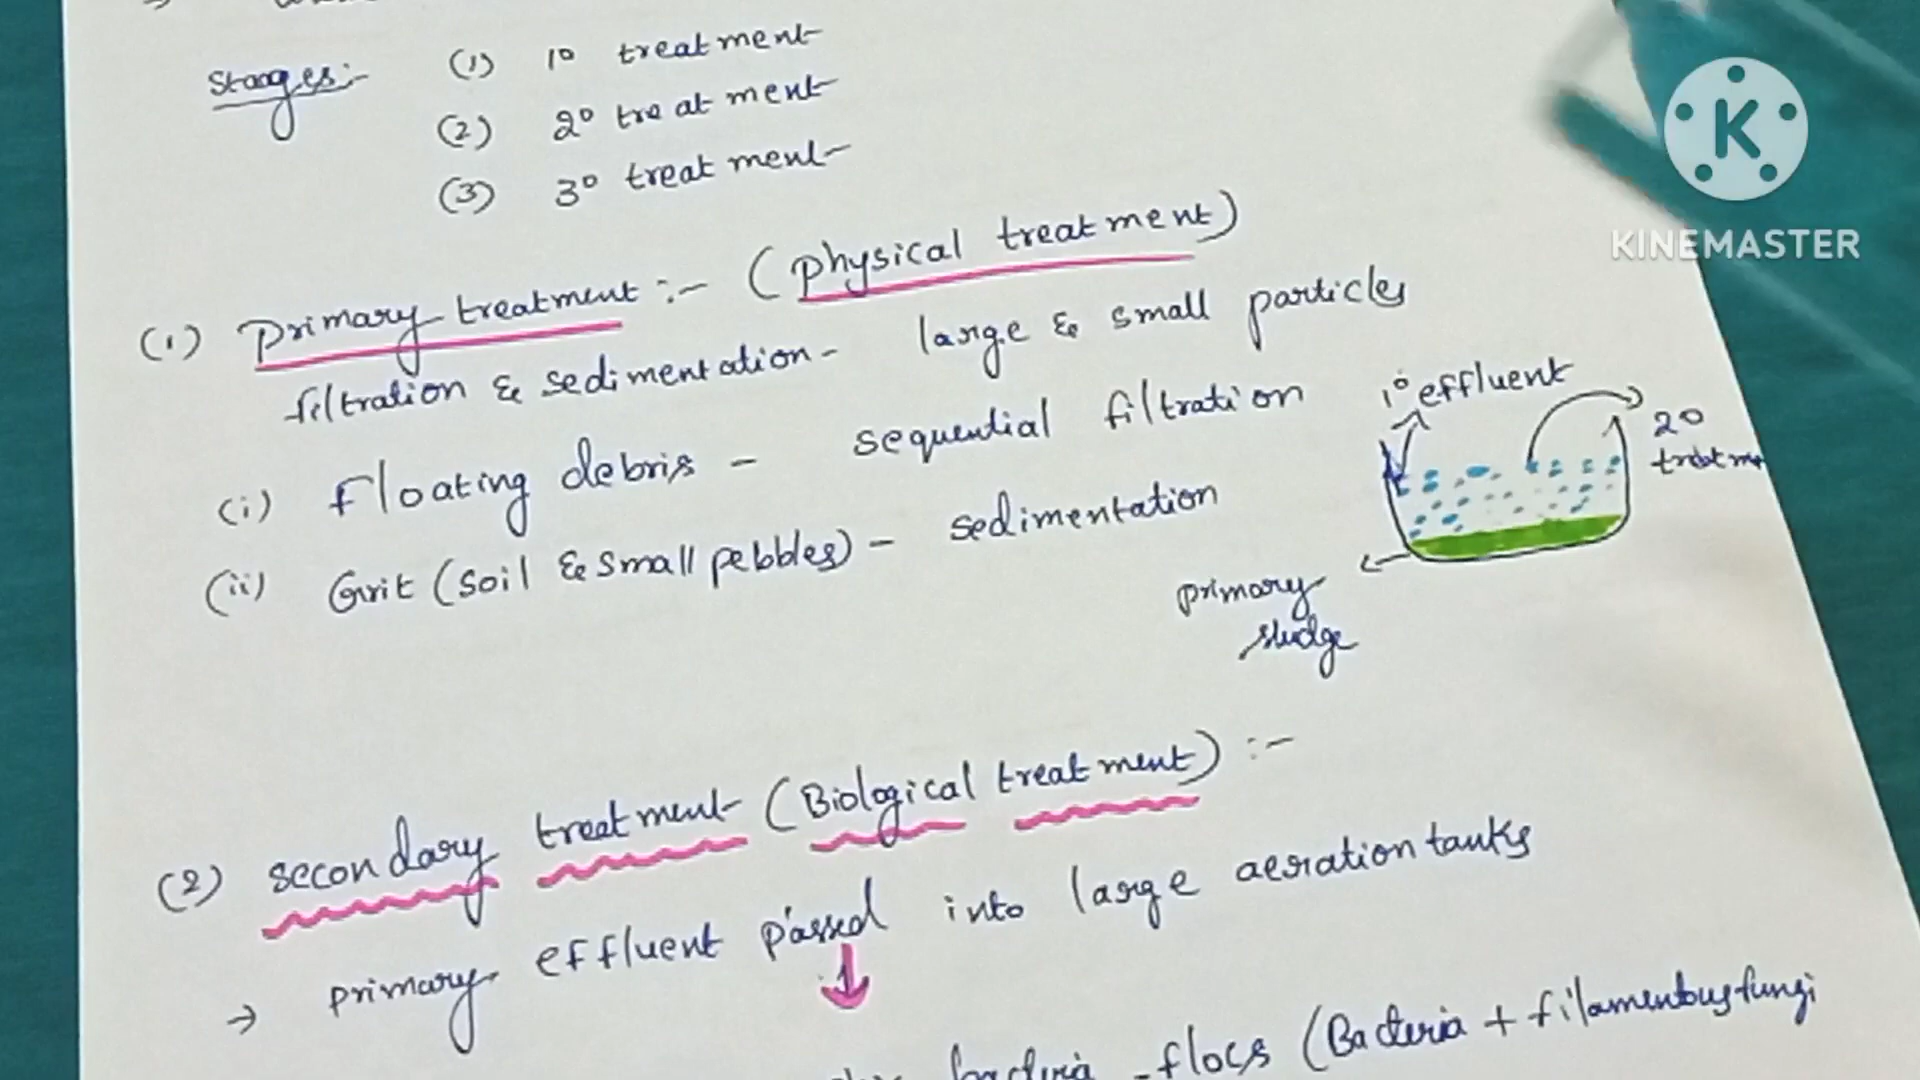 Stages:- (1) 1° treatment
(2) 2° treatment
(3) 3° treatment
(1) Primary treatment :- (Physical treatment)
filtration & sedimentation - large & small particles
(i) Floating debris - sequential filtration
(ii) Grit (soil & small pebbles) - sedimentation
1° effluent
2°
primary
sludge
(2) secondary treatment (Biological treatment) :-
→ primary effluent passed into large aeration tanks
bacteria - flocs (Bacteria + filamentous fungi
K
KINEMASTER